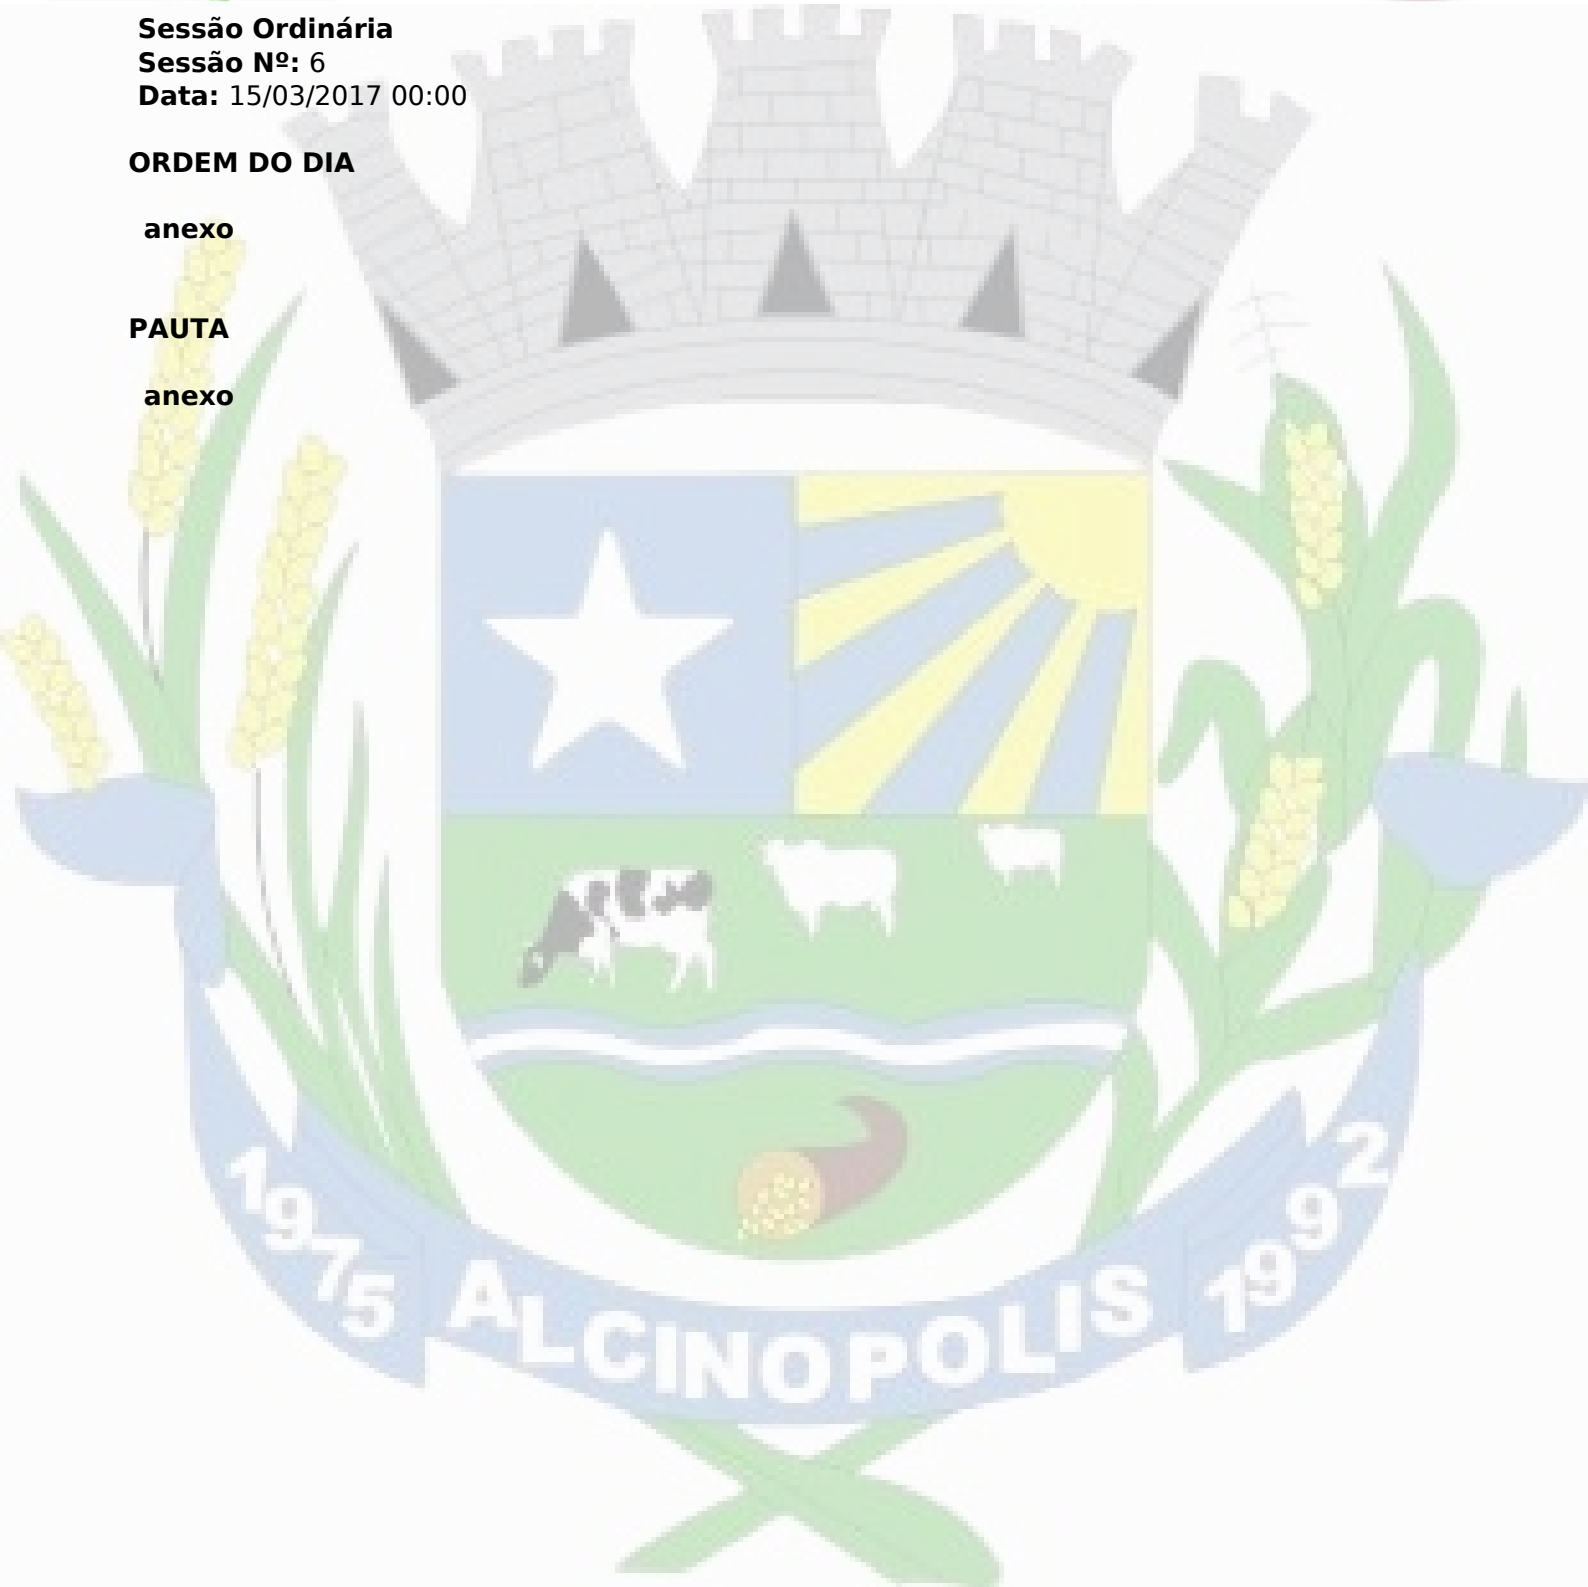 Sessão Ordinária
Sessão Nº: 6
Data: 15/03/2017 00:00
ORDEM DO DIA
anexo
PAUTA
anexo
1975 ALCINOPOLIS 1992